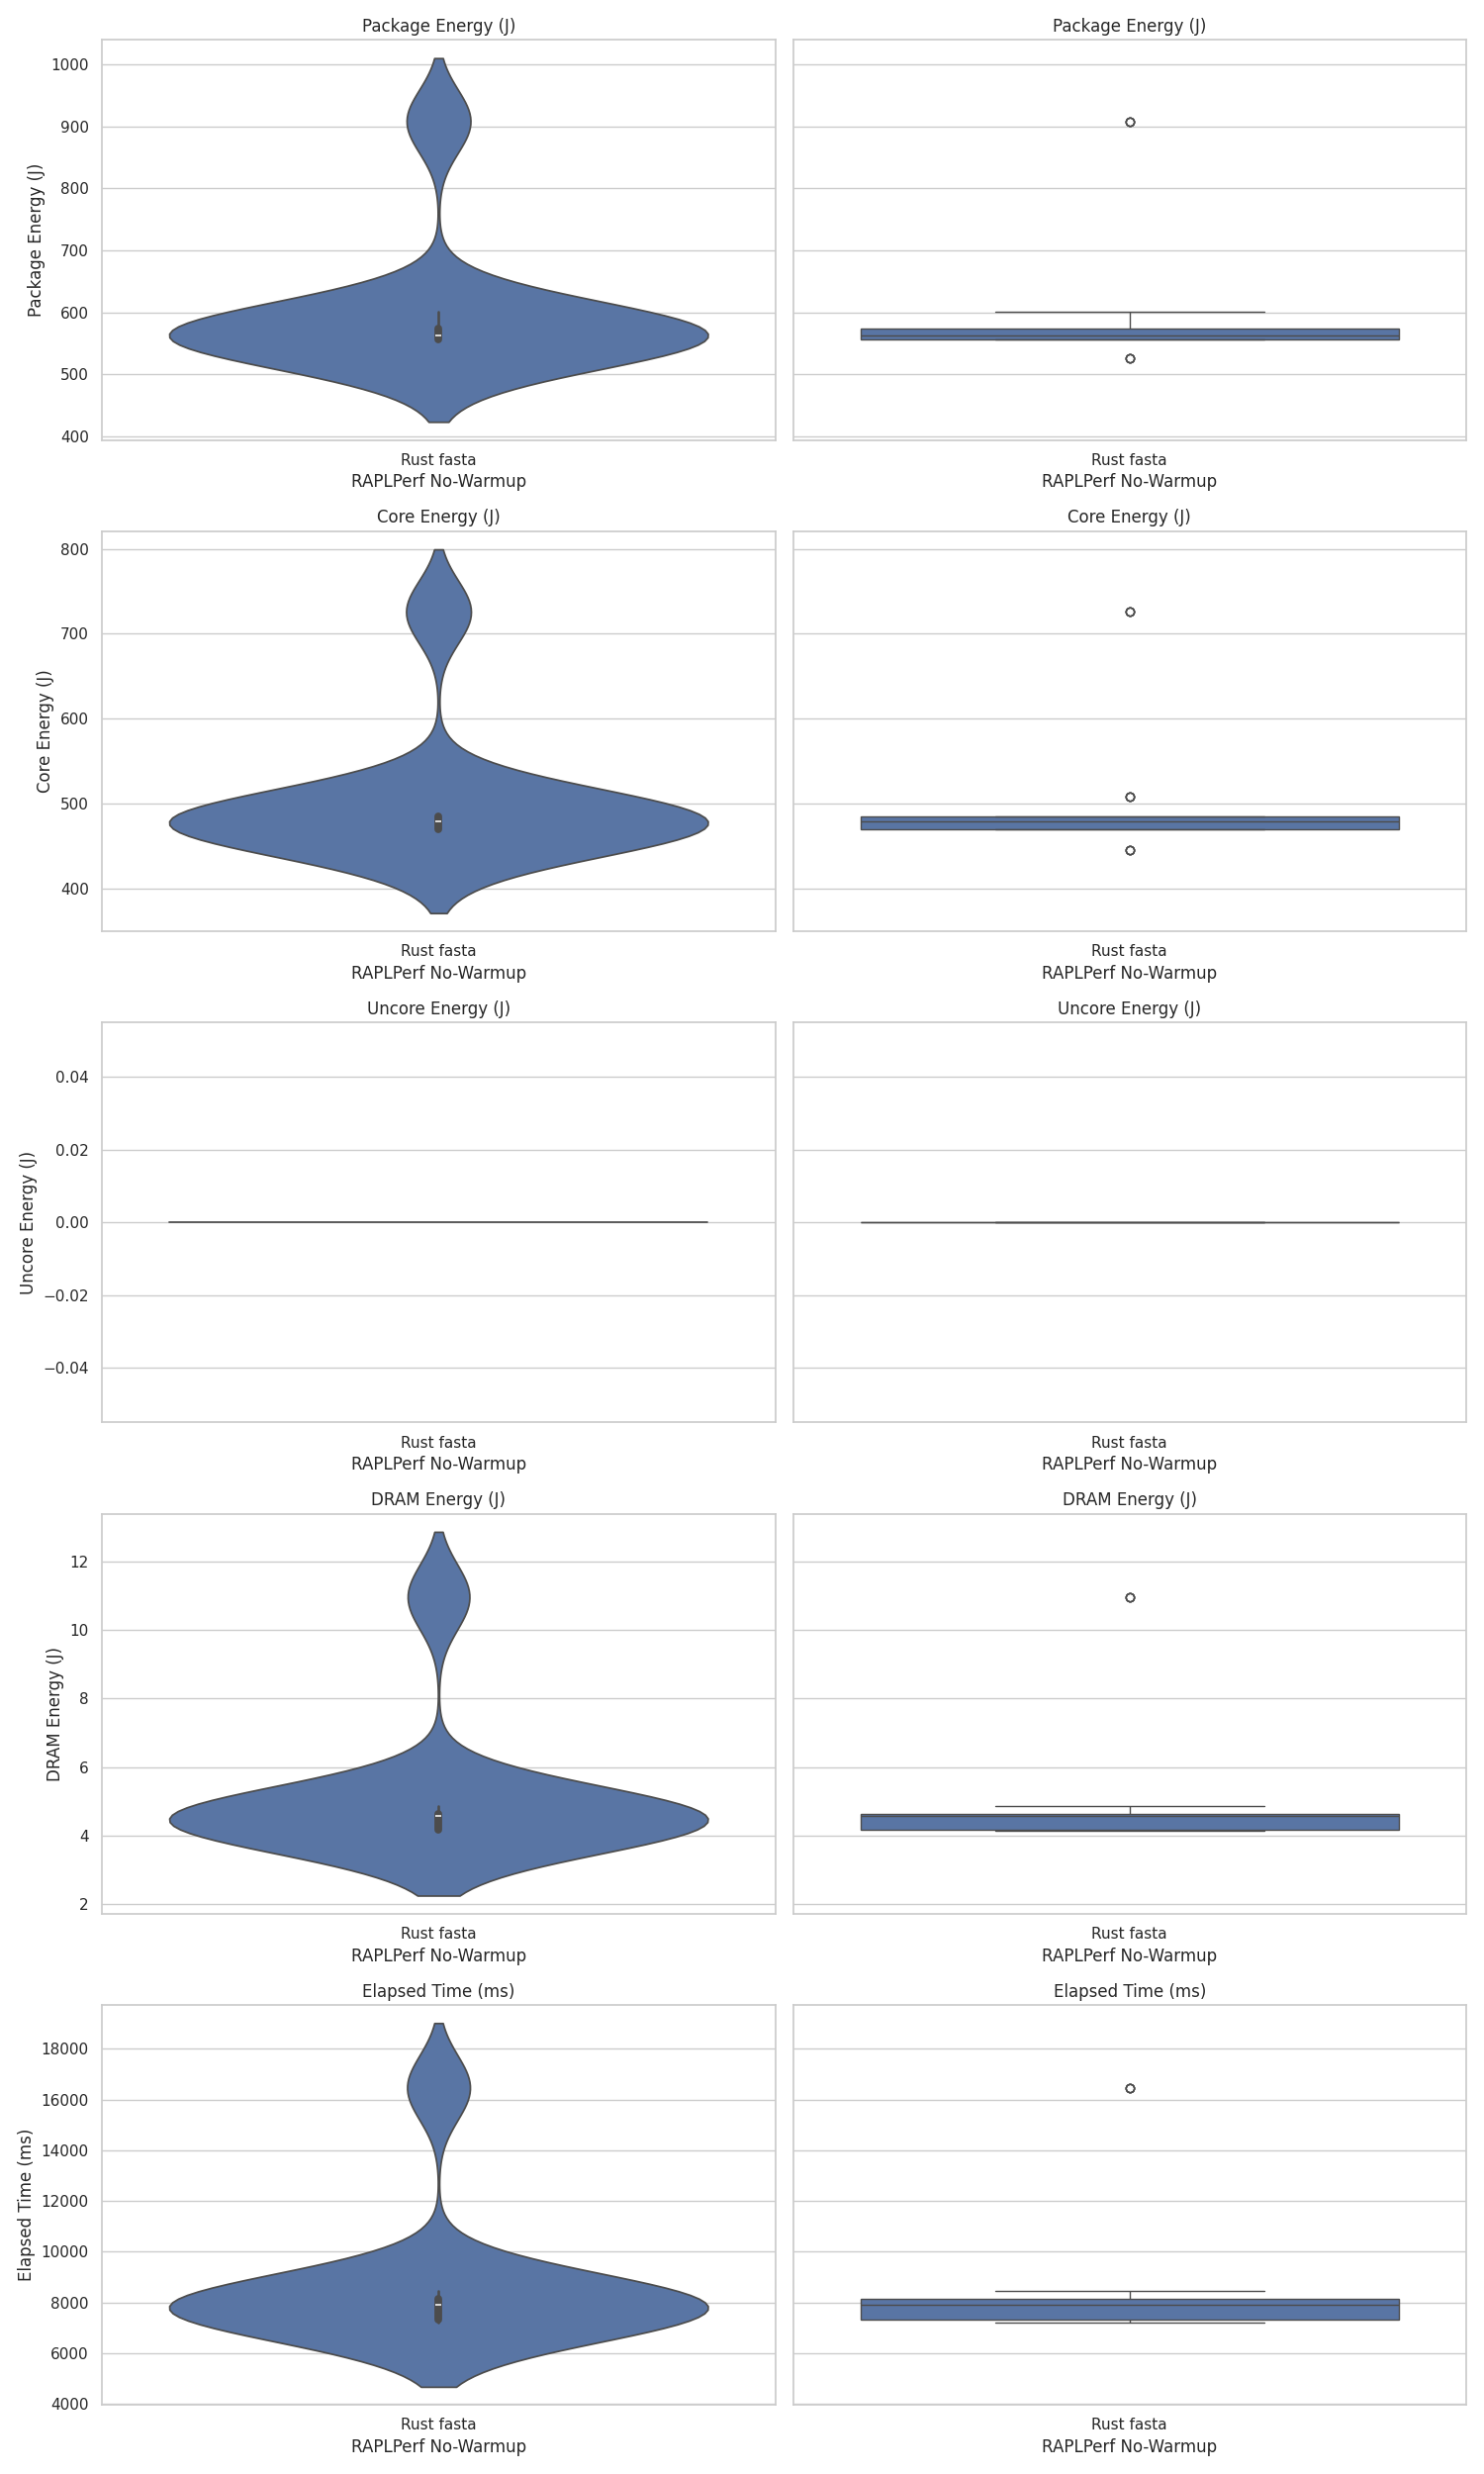 Package Energy (J)
Package Energy (J)
1000
900
800
700
600
500
400
Package Energy (J)
Rust fasta
RAPLPerf No-Warmup
Rust fasta
RAPLPerf No-Warmup
Core Energy (J)
Core Energy (J)
800
700
600
500
400
Core Energy (J)
Rust fasta
RAPLPerf No-Warmup
Rust fasta
RAPLPerf No-Warmup
Uncore Energy (J)
Uncore Energy (J)
0.04
0.02
0.00
−0.02
−0.04
Uncore Energy (J)
Rust fasta
RAPLPerf No-Warmup
Rust fasta
RAPLPerf No-Warmup
DRAM Energy (J)
DRAM Energy (J)
12
10
8
6
4
2
DRAM Energy (J)
Rust fasta
RAPLPerf No-Warmup
Rust fasta
RAPLPerf No-Warmup
Elapsed Time (ms)
Elapsed Time (ms)
18000
16000
14000
12000
10000
8000
6000
4000
Elapsed Time (ms)
Rust fasta
RAPLPerf No-Warmup
Rust fasta
RAPLPerf No-Warmup